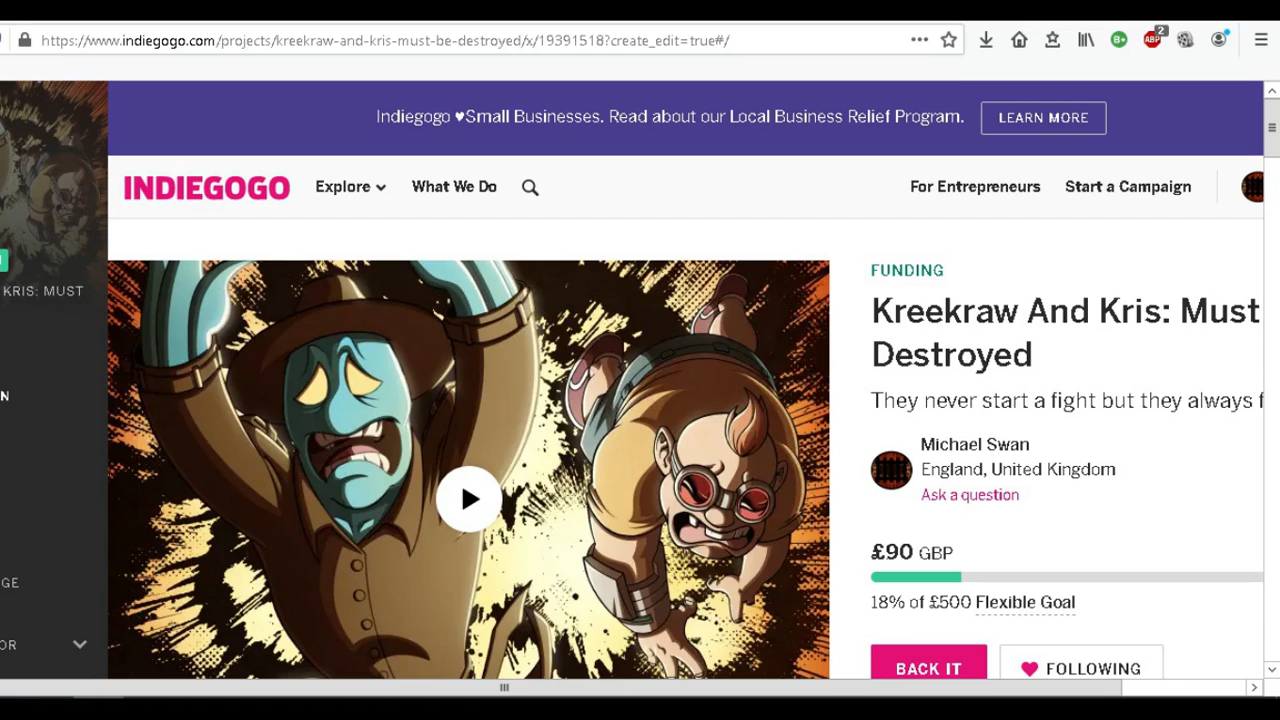 https://www.indiegogo.com/projects/kreekraw-and-kris-must-be-destroyed/x/19391518?create_edit=true#/
B+
ABP
2
Indiegogo ♥Small Businesses. Read about our Local Business Relief Program.
LEARN MORE
INDIEGOGO
Explore
What We Do
For Entrepreneurs
Start a Campaign
KRIS: MUST
N
GE
OR
FUNDING
Kreekraw And Kris: Must
Destroyed
They never start a fight but they always f
Michael Swan
England, United Kingdom
Ask a question
£90 GBP
18% of £500 Flexible Goal
BACK IT
FOLLOWING